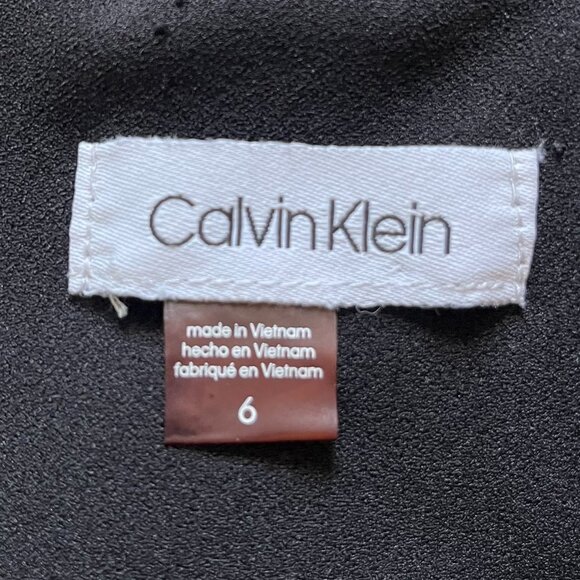 Calvin Klein
made in Vietnam
hecho en Vietnam
fabriqué en Vietnam
6